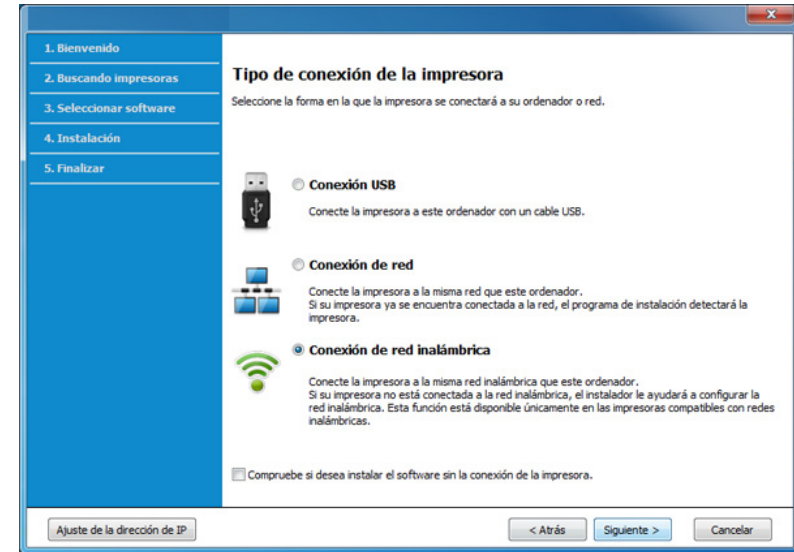 1. Bienvenido
2. Buscando impresoras
3. Seleccionar software
4. Instalación
5. Finalizar
Tipo de conexión de la impresora
Seleccione la forma en la que la impresora se conectará a su ordenador o red.
Conexión USB
Conecte la impresora a este ordenador con un cable USB.
Conexión de red
Conecte la impresora a la misma red que este ordenador.
Si su impresora ya se encuentra conectada a la red, el programa de instalación detectará la
impresora.
Conexión de red inalámbrica
Conecte la impresora a la misma red inalámbrica que este ordenador.
Si su impresora no está conectada a la red inalámbrica, el instalador le ayudará a configurar la
red inalámbrica. Esta función está disponible únicamente en las impresoras compatibles con redes
inalámbricas.
Compruebe si desea instalar el software sin la conexión de la impresora.
Ajuste de la dirección de IP
< Atrás
Siguiente >
Cancelar